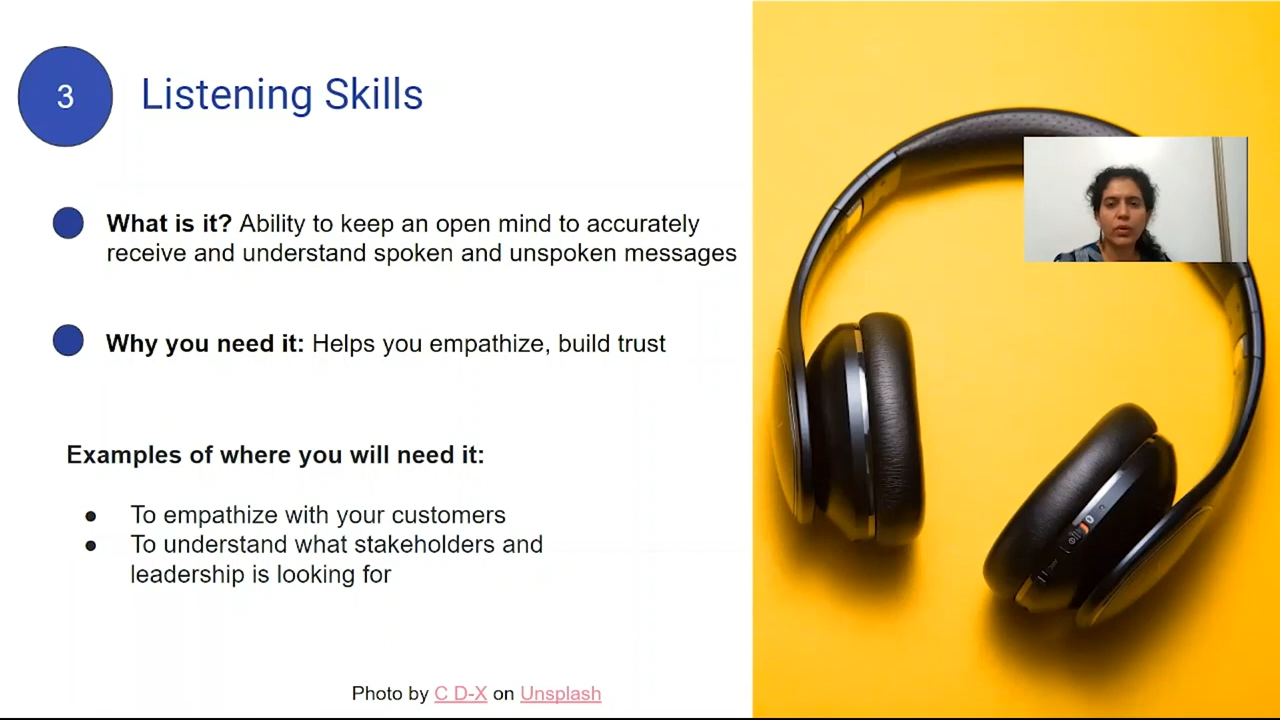 3
Listening Skills
What is it? Ability to keep an open mind to accurately
receive and understand spoken and unspoken messages
Why you need it: Helps you empathize, build trust
Examples of where you will need it:
● To empathize with your customers
● To understand what stakeholders and
leadership is looking for
Photo by C D-X on Unsplash